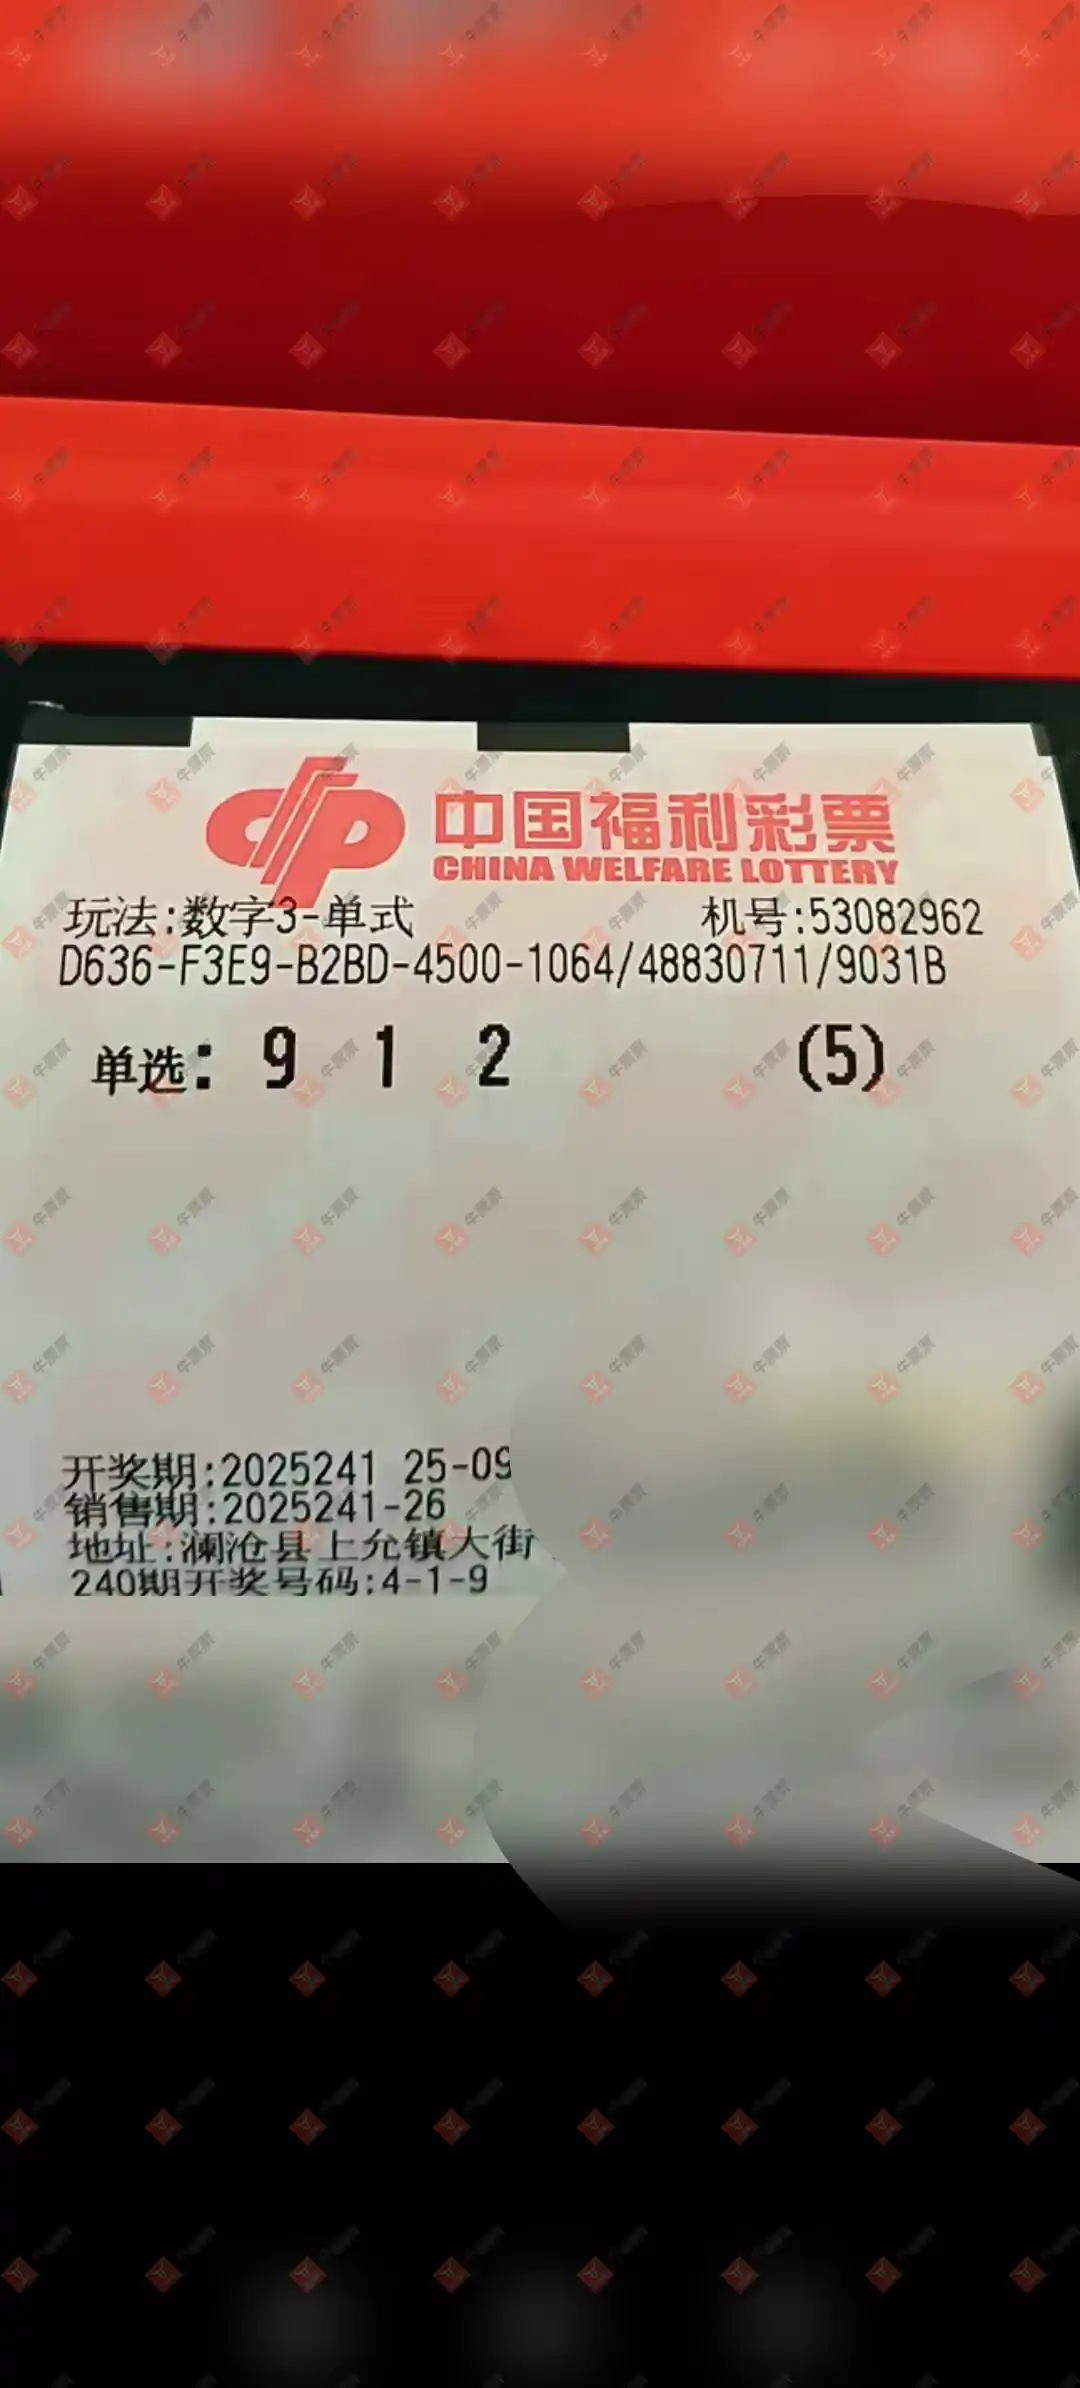 中国福利彩票
CHINA WELFARE LOTTERY
玩法:数字3-单式 机号:53082962
D636-F3E9-B2BD-4500-1064/48830711/9031B
单选: 9 1 2 (5)
开奖期:2025241 25-09
销售期:2025241-26
地址:澜沧县上允镇大街
240期开奖号码:4-1-9
牛票票